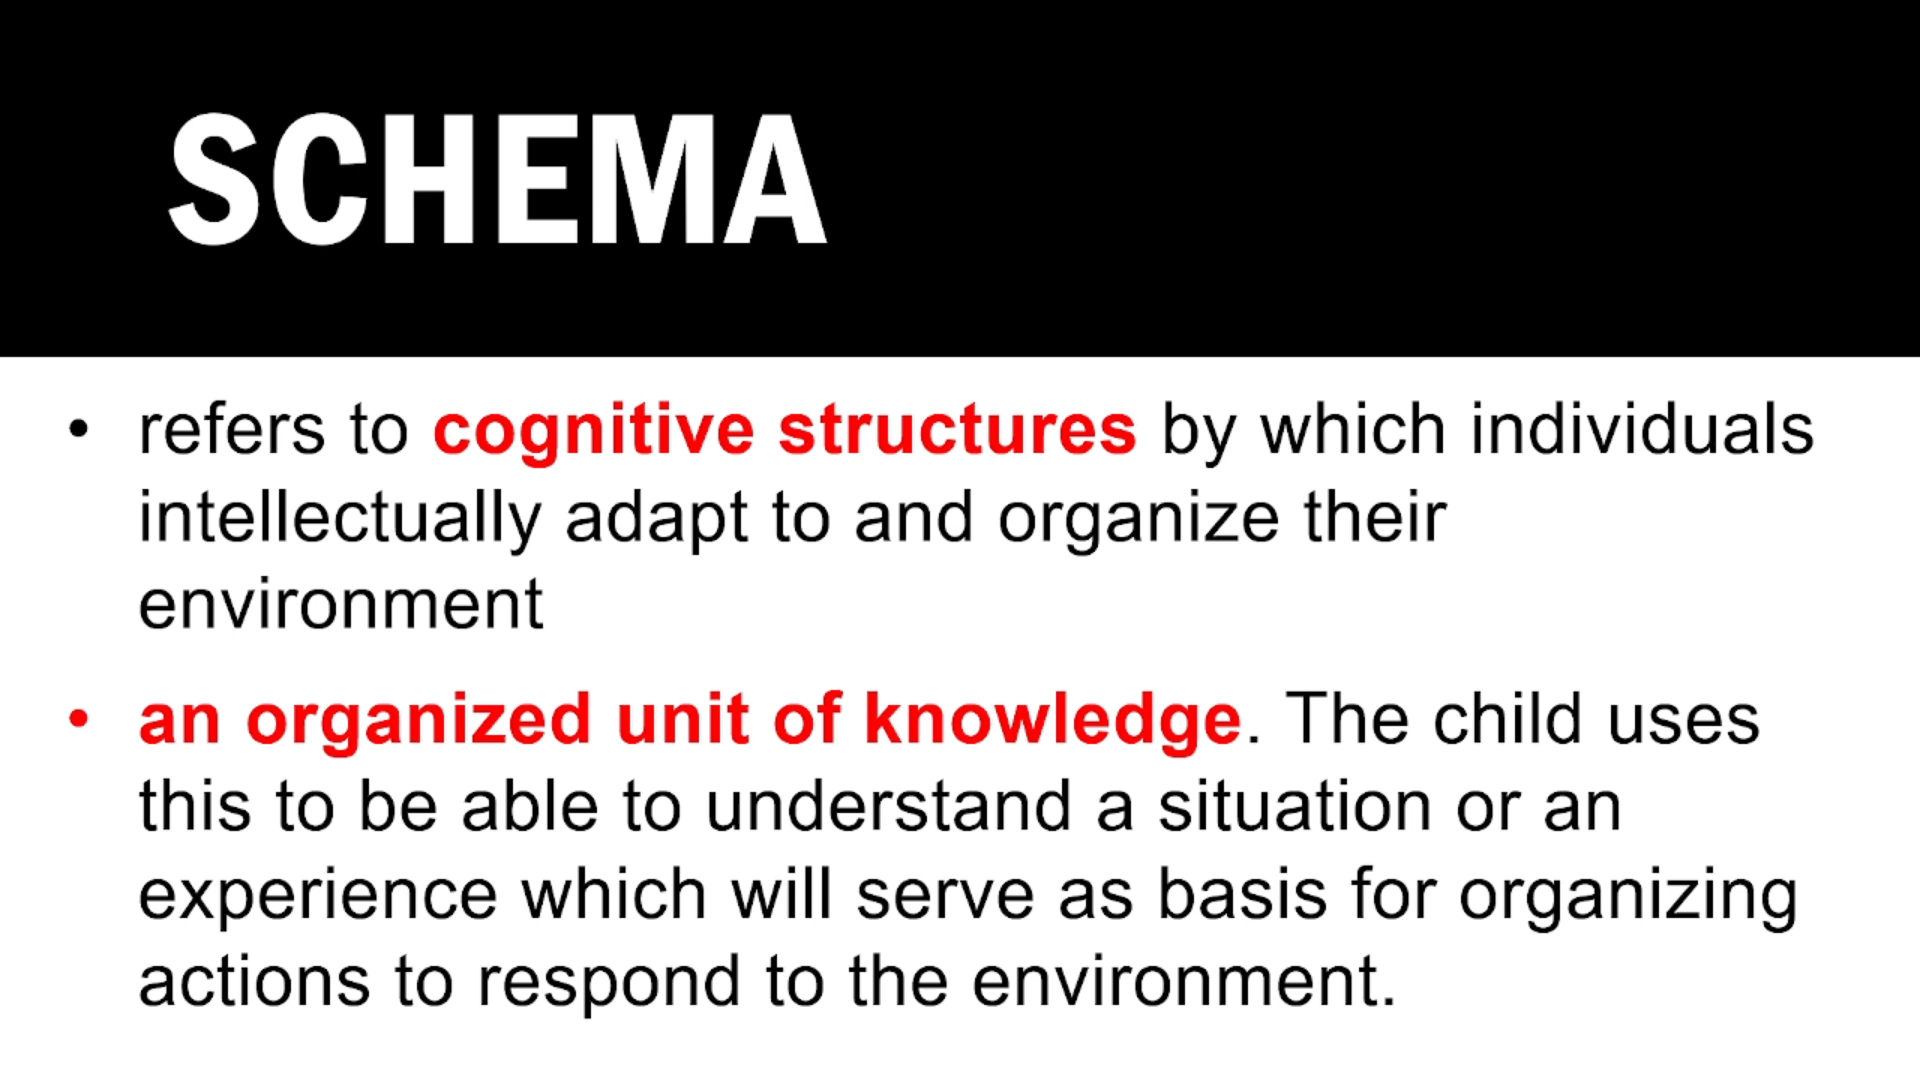 SCHEMA
• refers to cognitive structures by which individuals
intellectually adapt to and organize their
environment
• an organized unit of knowledge. The child uses
this to be able to understand a situation or an
experience which will serve as basis for organizing
actions to respond to the environment.